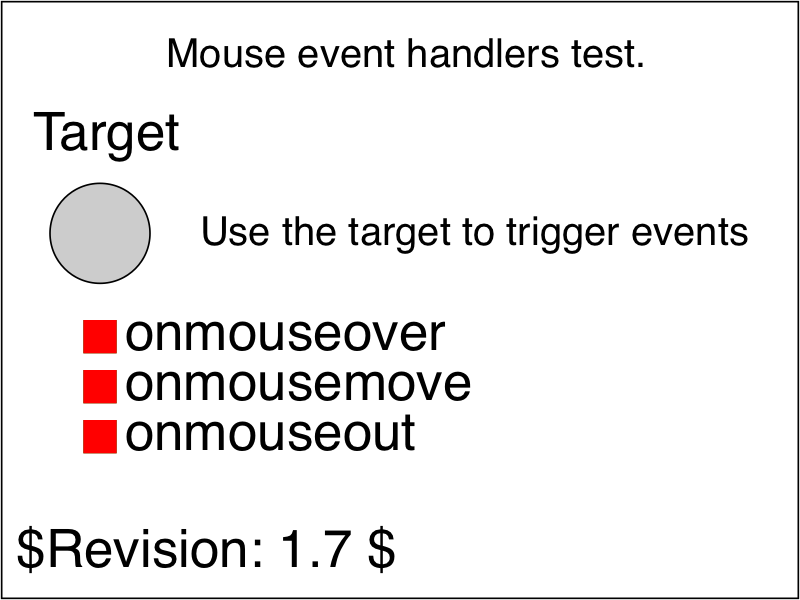 Mouse event handlers test.
Target
Use the target to trigger events
onmouseover
onmousemove
onmouseout
$Revision: 1.7 $